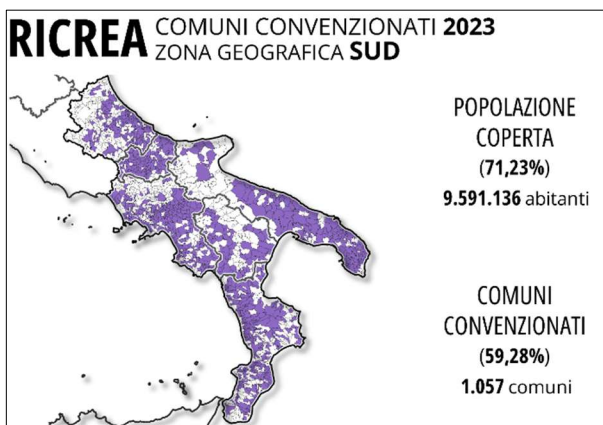 RICREA COMUNI CONVENZIONATI 2023
ZONA GEOGRAFICA SUD
POPOLAZIONE
COPERTA
(71,23%)
9.591.136 abitanti
COMUNI
CONVENZIONATI
(59,28%)
1.057 comuni